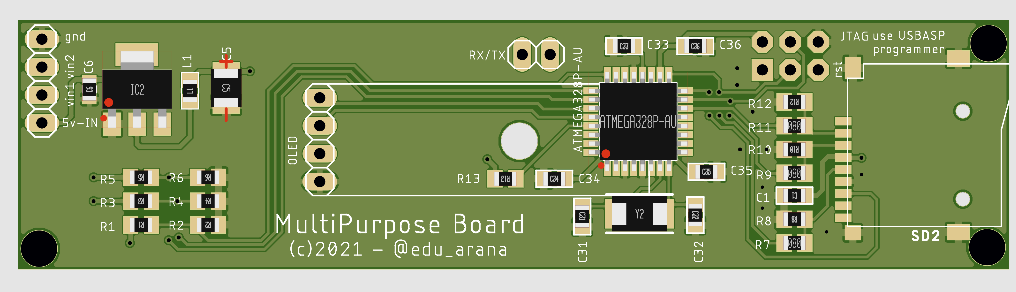 gnd
vin2
vin1
5v-IN
C6
IC2
L1
L1
C5
RX/TX
C33
C36
JTAG use USBASP
programmer
rst
ATMEGA328P-AU
ATMEGA328P-AU
OLED
R12
R11
R10
R9
C1
R8
R7
C35
C34
R13
R5
R3
R1
R6
R4
R2
MultiPurpose Board
(c)2021 - @edu_arana
C31
Y2
C32
SD2